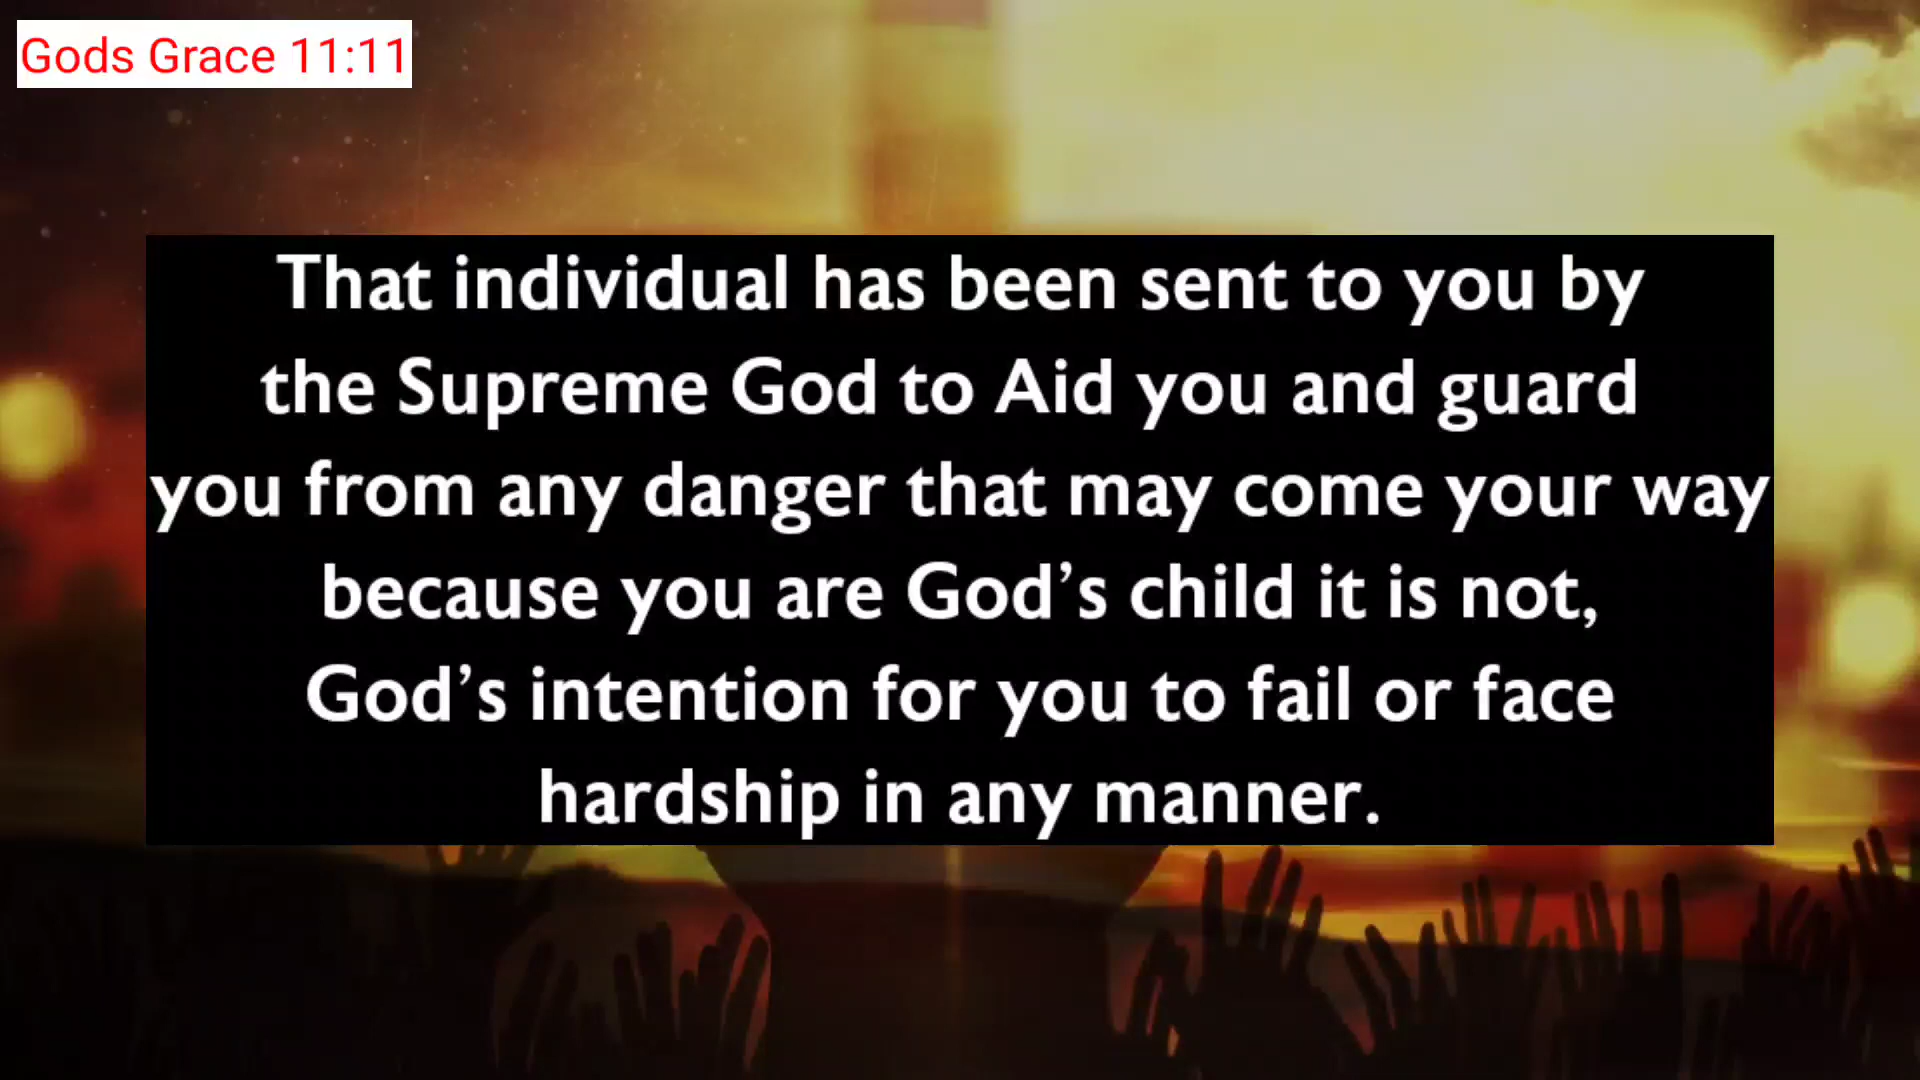 Gods Grace 11:11
That individual has been sent to you by
the Supreme God to Aid you and guard
you from any danger that may come your way
because you are God’s child it is not,
God’s intention for you to fail or face
hardship in any manner.